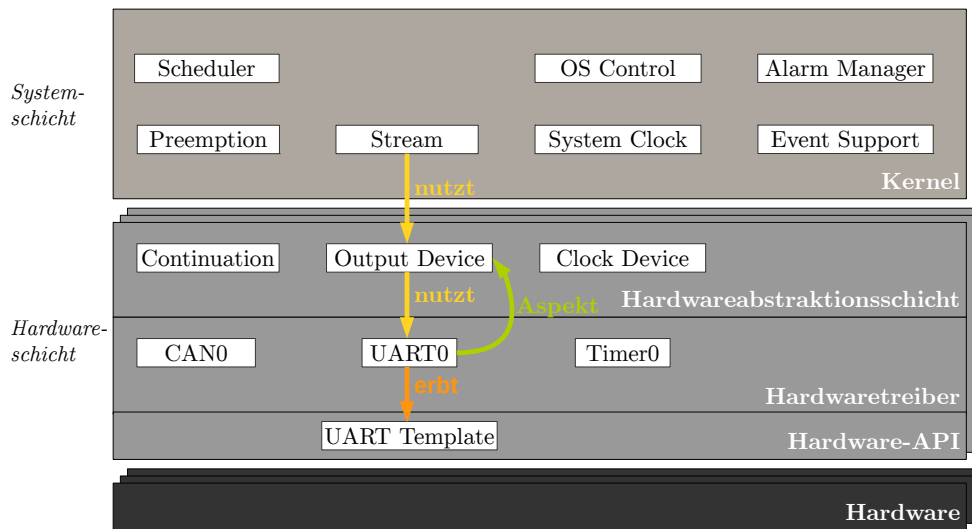 System-
schicht
Scheduler
OS Control
Alarm Manager
Preemption
Stream
System Clock
Event Support
Kernel
nutzt
Hardware-
schicht
Continuation
Output Device
Clock Device
nutzt
Aspekt
Hardwareabstraktionsschicht
CAN0
UART0
Timer0
erbt
Hardwaretreiber
UART Template
Hardware-API
Hardware